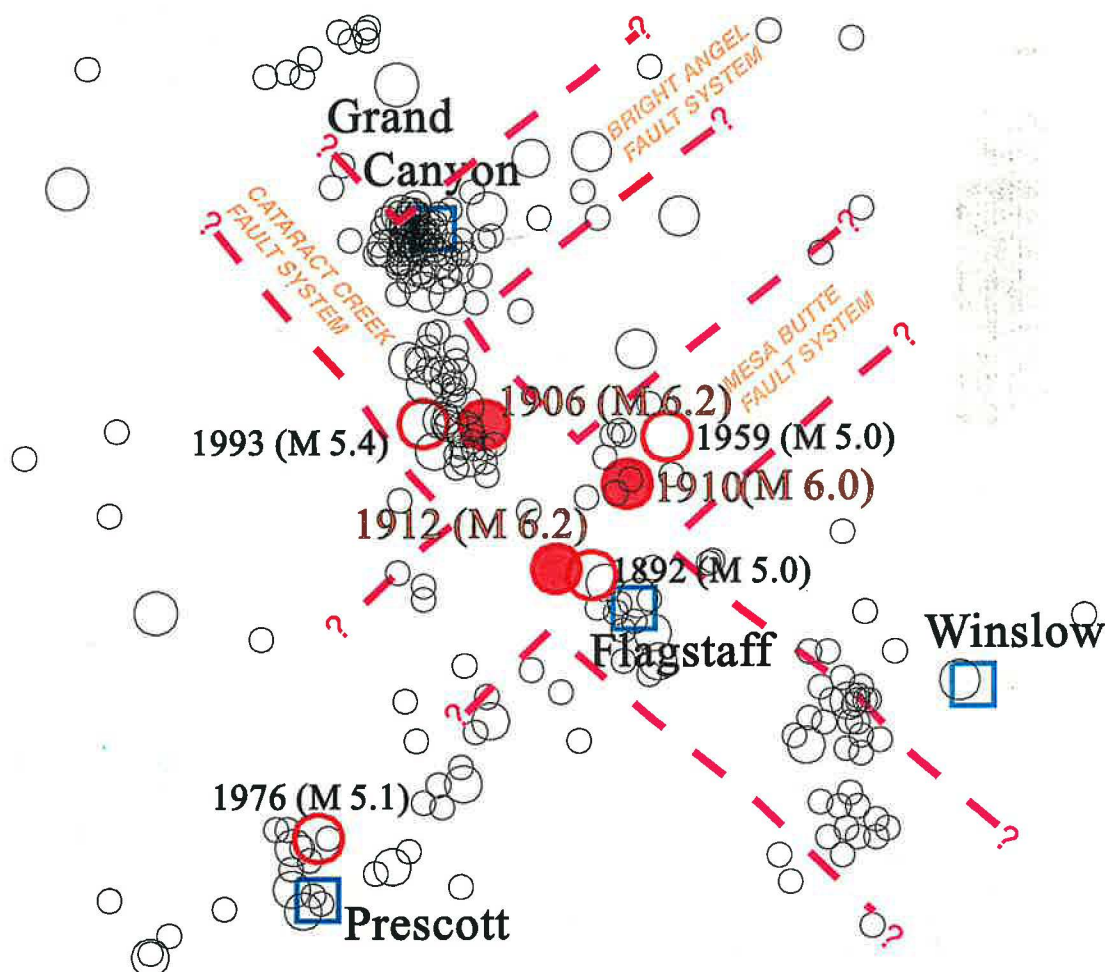 ?
Grand
Canyon
?
BRIGHT ANGEL
FAULT SYSTEM
?
?
CATARACT CREEK
FAULT SYSTEM
?
MESA BUTTE
FAULT SYSTEM
?
1906 (M 6.2)
1993 (M 5.4)
1959 (M 5.0)
1910(M 6.0)
1912 (M 6.2)
1892 (M 5.0)
?
Flagstaff
Winslow
?
1976 (M 5.1)
?
Prescott
?